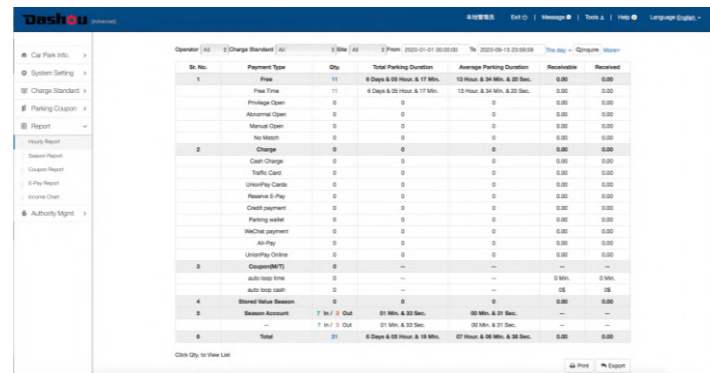 Dashou Advanced
本社管理员 Exit Message Tools Help Language English
Car Park Info.
System Setting
Charge Standard
Parking Coupon
Report
Hourly Report
Season Report
Coupon Report
E-Pay Report
Income Chart
Authority Mgmt
Operator All Charge Standard All Site All From 2020-01-01 00:00:00 To 2020-06-15 23:59:59 The day Qinquire More
Sr. No. Payment Type Qty. Total Parking Duration Average Parking Duration Receivable Received
1 Free 11 6 Days & 05 Hour. & 17 Min. 13 Hour. & 34 Min. & 20 Sec. 0.00 0.00
Free Time 11 6 Days & 05 Hour. & 17 Min. 13 Hour. & 34 Min. & 20 Sec. 0.00 0.00
Privilege Open 0 0 0 0.00 0.00
Abnormal Open 0 0 0 0.00 0.00
Manual Open 0 0 0 0.00 0.00
No Match 0 0 0 0.00 0.00
2 Charge 0 0 0 0.00 0.00
Cash Charge 0 0 0 0.00 0.00
Traffic Card 0 0 0 0.00 0.00
UnionPay Cards 0 0 0 0.00 0.00
Reserve E-Pay 0 0 0 0.00 0.00
Credit payment 0 0 0 0.00 0.00
Parking wallet 0 0 0 0.00 0.00
WeChat payment 0 0 0 0.00 0.00
Ali-Pay 0 0 0 0.00 0.00
UnionPay Online 0 0 0 0.00 0.00
3 Coupon(M/T) 0 -- -- -- --
auto loop time 0 -- -- 0 Min. 0 Min.
auto loop cash 0 -- -- 0$ 0$
4 Stored Value Season 0 0 0 0.00 0.00
5 Season Account 7 In / 3 Out 01 Min. & 33 Sec. 00 Min. & 31 Sec. -- --
-- 7 In / 3 Out 01 Min. & 33 Sec. 00 Min. & 31 Sec. -- --
6 Total 21 6 Days & 05 Hour. & 19 Min. 07 Hour. & 06 Min. & 38 Sec. 0.00 0.00
Click Qty. to View List
Print Export